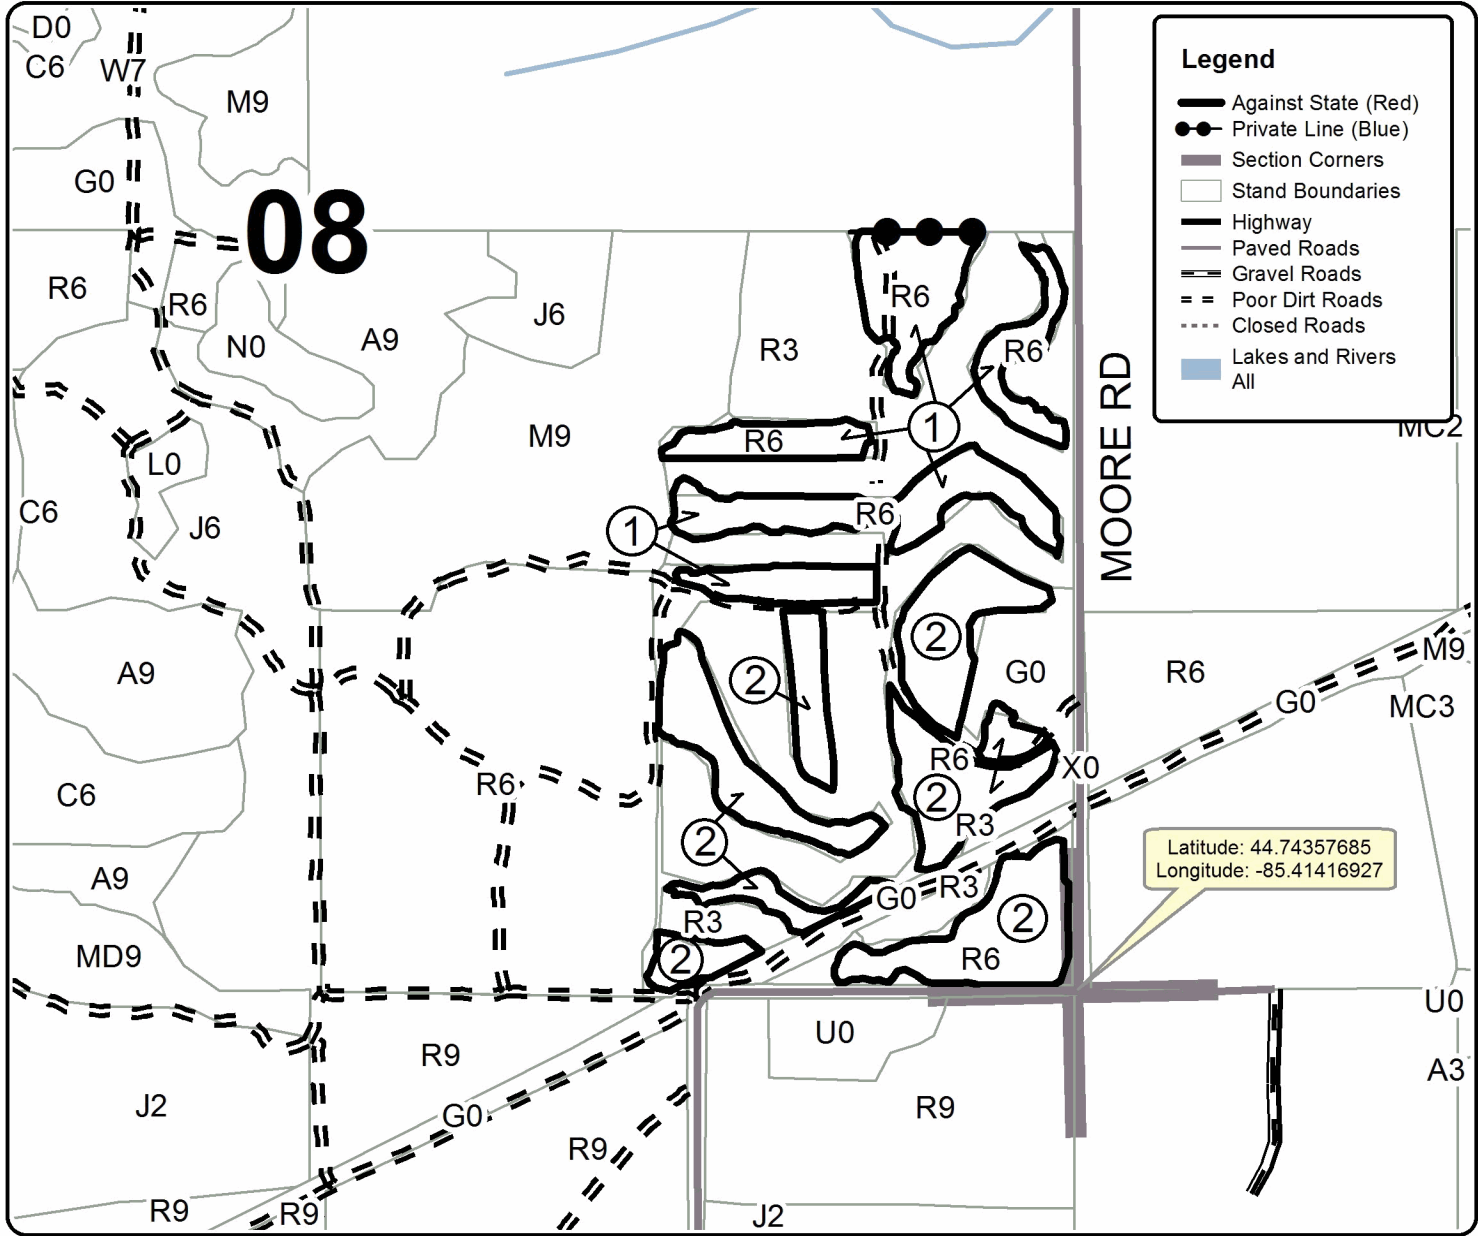 D0
C6
W7
M9
G0
08
R6
R6
N0
A9
J6
R3
R6
R6
R6
1
M9
L0
C6
J6
R6
1
MOORE RD
Legend
Against State (Red)
Private Line (Blue)
Section Corners
Stand Boundaries
Highway
Paved Roads
Gravel Roads
Poor Dirt Roads
Closed Roads
Lakes and Rivers
All
MC2
A9
2
2
G0
R6
G0
M9
MC3
C6
R6
R6
X0
2
R3
2
A9
Latitude: 44.74357685
Longitude: -85.41416927
R3
G0
R3
2
MD9
2
R6
U0
U0
R9
A3
J2
G0
R9
R9
R9
R9
J2